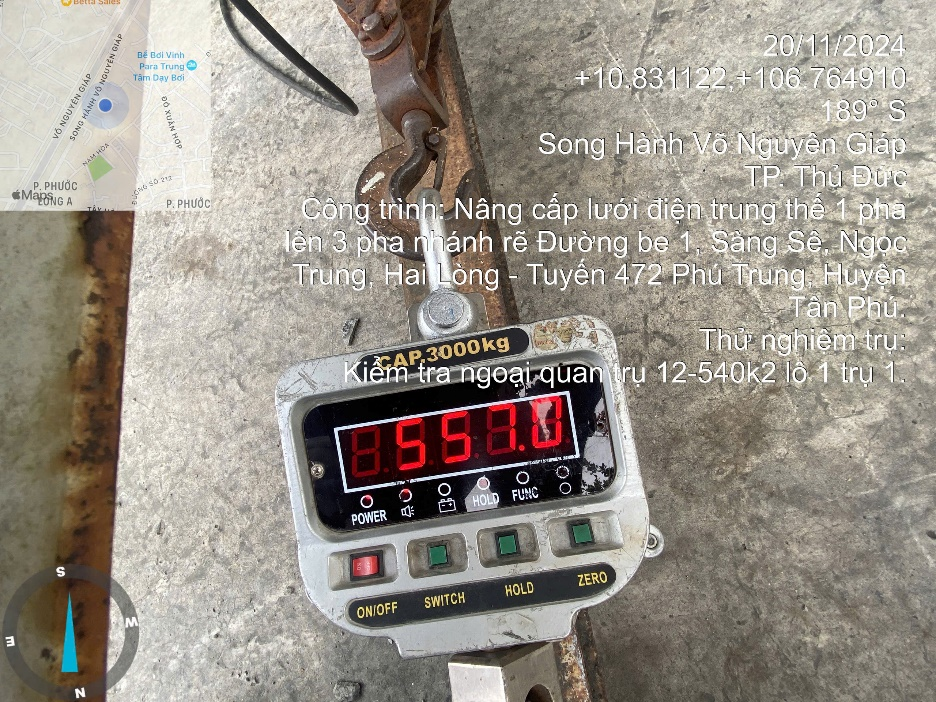 Betta Sales
Bể Bơi Vinh
Para Trung
Tâm Dạy Bơi
VÕ NGUYÊN GIÁP
SONG HÀNH VÕ NGUYÊN GIÁP
ĐỖ XUÂN HỢP
NAM HÒA
ĐƯỜNG SỐ 212
P. PHƯỚC
LONG A
Maps
TÂY
P. PHƯỚC
20/11/2024
+10.831122,+106.764910
189° S
Song Hành Võ Nguyên Giáp
TP. Thủ Đức
Công trình: Nâng cấp lưới điện trung thế 1 pha
lên 3 pha nhánh rẽ Đường be 1, Sàng Sê, Ngọc
Trung, Hai Lòng - Tuyến 472 Phú Trung, Huyện
Tân Phú.
Thử nghiệm trụ:
Kiểm tra ngoại quan trụ 12-540k2 lô 1 trụ 1.
CAP.3000kg
557.0
POWER
HOLD
FUNC
ON/OFF
SWITCH
HOLD
ZERO
S
E
W
N